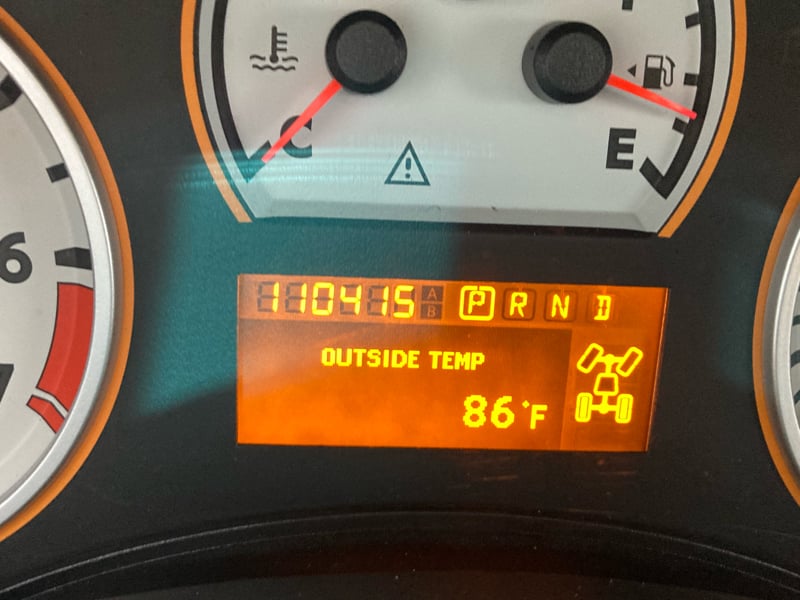 C
E
6
110415 A B P R N D
OUTSIDE TEMP
86°F